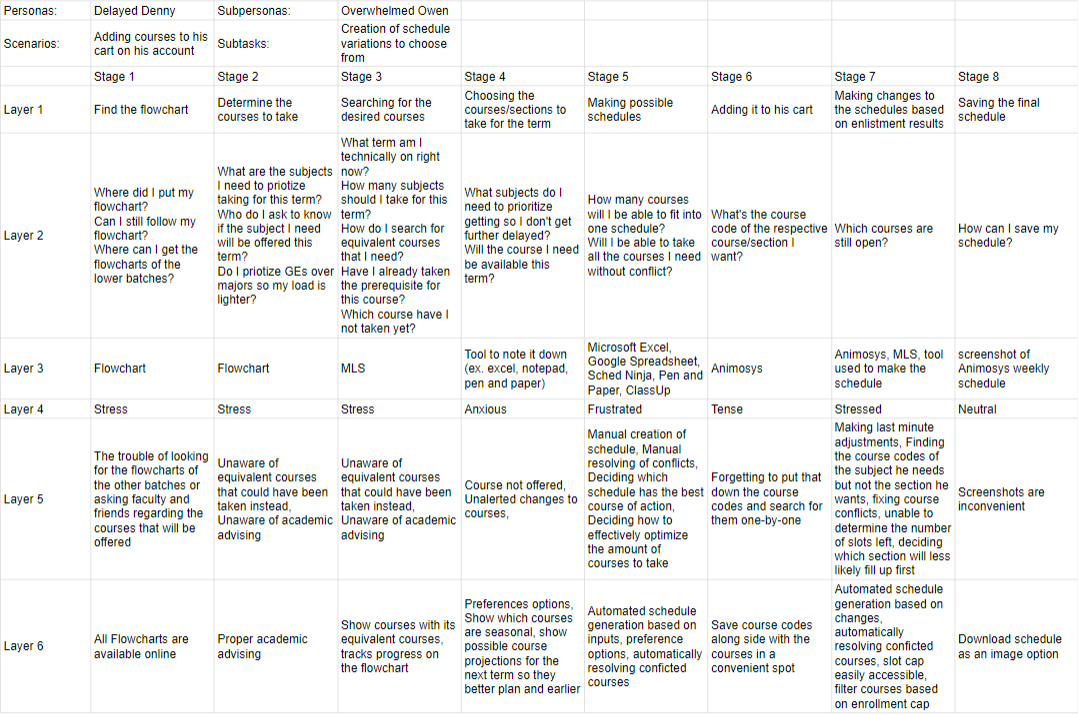 Personas:
Delayed Denny
Subpersonas:
Overwhelmed Owen
Scenarios:
Adding courses to his
cart on his account
Subtasks:
Creation of schedule
variations to choose
from
Stage 1
Stage 2
Stage 3
Stage 4
Stage 5
Stage 6
Stage 7
Stage 8
Layer 1
Find the flowchart
Determine the
courses to take
Searching for the
desired courses
Choosing the
courses/sections to
take for the term
Making possible
schedules
Adding it to his cart
Making changes to
the schedules based
on enlistment results
Saving the final
schedule
Layer 2
Where did I put my
flowchart?
Can I still follow my
flowchart?
Where can I get the
flowcharts of the
lower batches?
What are the subjects
I need to priotize
taking for this term?
Who do I ask to know
if the subject I need
will be offered this
term?
Do I priotize GEs over
majors so my load is
lighter?
What term am I
technically on right
now?
How many subjects
should I take for this
term?
How do I search for
equivalent courses
that I need?
Have I already taken
the prerequisite for
this course?
Which course have I
not taken yet?
What subjects do I
need to prioritize
getting so I don't get
further delayed?
Will the course I need
be available this
term?
How many courses
will I be able to fit into
one schedule?
Will I be able to take
all the courses I need
without conflict?
What's the course
code of the respective
course/section I
want?
Which courses are
still open?
How can I save my
schedule?
Layer 3
Flowchart
Flowchart
MLS
Tool to note it down
(ex. excel, notepad,
pen and paper)
Microsoft Excel,
Google Spreadsheet,
Sched Ninja, Pen and
Paper, ClassUp
Animosys
Animosys, MLS, tool
used to make the
schedule
screenshot of
Animosys weekly
schedule
Layer 4
Stress
Stress
Stress
Anxious
Frustrated
Tense
Stressed
Neutral
Layer 5
The trouble of looking
for the flowcharts of
the other batches or
asking faculty and
friends regarding the
courses that will be
offered
Unaware of
equivalent courses
that could have been
taken instead,
Unaware of academic
advising
Unaware of
equivalent courses
that could have been
taken instead,
Unaware of academic
advising
Course not offered,
Unalerted changes to
courses,
Manual creation of
schedule, Manual
resolving of conflicts,
Deciding which
schedule has the best
course of action,
Deciding how to
effectively optimize
the amount of
courses to take
Forgetting to put that
down the course
codes and search for
them one-by-one
Making last minute
adjustments, Finding
the course codes of
the subject he needs
but not the section he
wants, fixing course
conflicts, unable to
determine the number
of slots left, deciding
which section will less
likely fill up first
Screenshots are
inconvenient
Layer 6
All Flowcharts are
available online
Proper academic
advising
Show courses with its
equivalent courses,
tracks progress on
the flowchart
Preferences options,
Show which courses
are seasonal, show
possible course
projections for the
next term so they
better plan and earlier
Automated schedule
generation based on
inputs, preference
options, automatically
resolving conficted
courses
Save course codes
along side with the
courses in a
convenient spot
Automated schedule
generation based on
changes,
automatically
resolving conficted
courses, slot cap
easily accessible,
filter courses based
on enrollment cap
Download schedule
as an image option